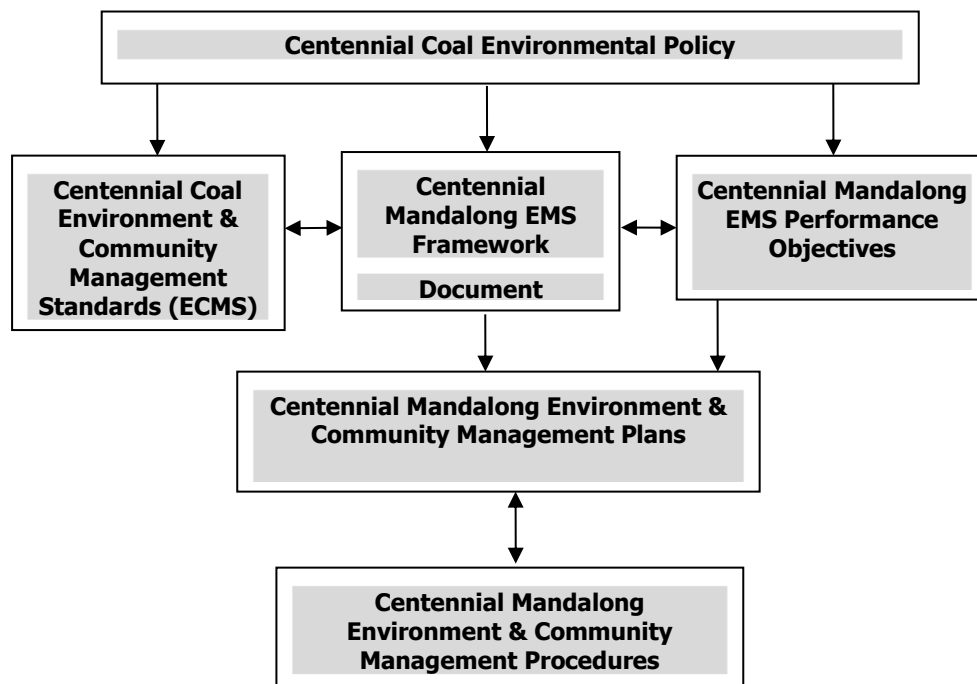 Centennial Coal Environmental Policy
Centennial Coal
Environment &
Community
Management
Standards (ECMS)
Centennial
Mandalong EMS
Framework
Document
Centennial Mandalong
EMS Performance
Objectives
Centennial Mandalong Environment &
Community Management Plans
Centennial Mandalong
Environment & Community
Management Procedures